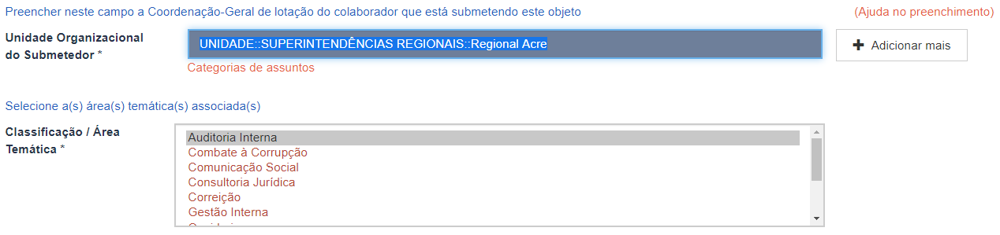 Preencher neste campo a Coordenação-Geral de lotação do colaborador que está submetendo este objeto
(Ajuda no preenchimento)
Unidade Organizacional do Submetedor *
UNIDADE::SUPERINTENDÊNCIAS REGIONAIS::Regional Acre
Adicionar mais
Categorias de assuntos
Selecione a(s) área(s) temática(s) associada(s)
Classificação / Área Temática *
Auditoria Interna
Combate à Corrupção
Comunicação Social
Consultoria Jurídica
Correição
Gestão Interna